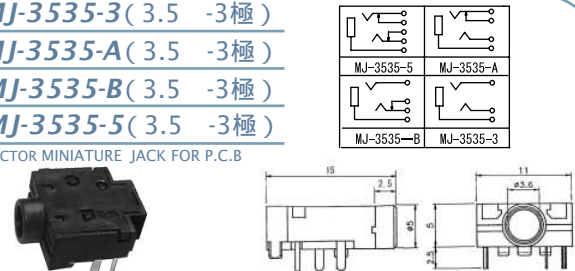 MJ-3535-3(3.5 -3極)
MJ-3535-A(3.5 -3極)
MJ-3535-B(3.5 -3極)
MJ-3535-5(3.5 -3極)
CTOR MINIATURE JACK FOR P.C.B
MJ-3535-5 MJ-3535-A
MJ-3535-B MJ-3535-3
15
2.5
ø5
11
ø3.6
5
2.5